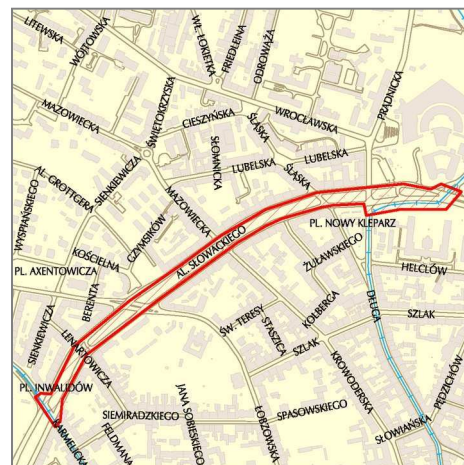 LITEWSKA
WÓJTOWSKA
WŁ. ŁOKIETKA
FRIEDLEINA
ODROWĄŻA
PRĄDNICKA
MAZOWIECKA
ŚWIĘTOKRZYSKA
CIESZYŃSKA
WROCŁAWSKA
ŚLĄSKA
SŁOMNICKA
LUBELSKA
LUBELSKA
ŚLĄSKA
WYSPIAŃSKIEGO
AL. GROTTGERA
SIENKIEWICZA
MAZOWIECKA
CZYŻYKÓW
KOŚCIELNA
AL. SŁOWACKIEGO
PL. NOWY KLEPARZ
PL. AXENTOWICZA
BERENTA
ŻUŁAWSKIEGO
HELCLÓW
KOLBERGA
DŁUGA
SIENKIEWICZA
LENARTOWICZA
ŚW. TERESY
STASZICA
SZLAK
SZLAK
PL. INWALIDÓW
KROWODERSKA
PĘDZICHÓW
KARMELICKA
SIEMIRADZKIEGO
FELDMANA
JANA SOBIESKIEGO
ŁOBZOWSKA
SPASOWSKIEGO
SŁOWIAŃSKA